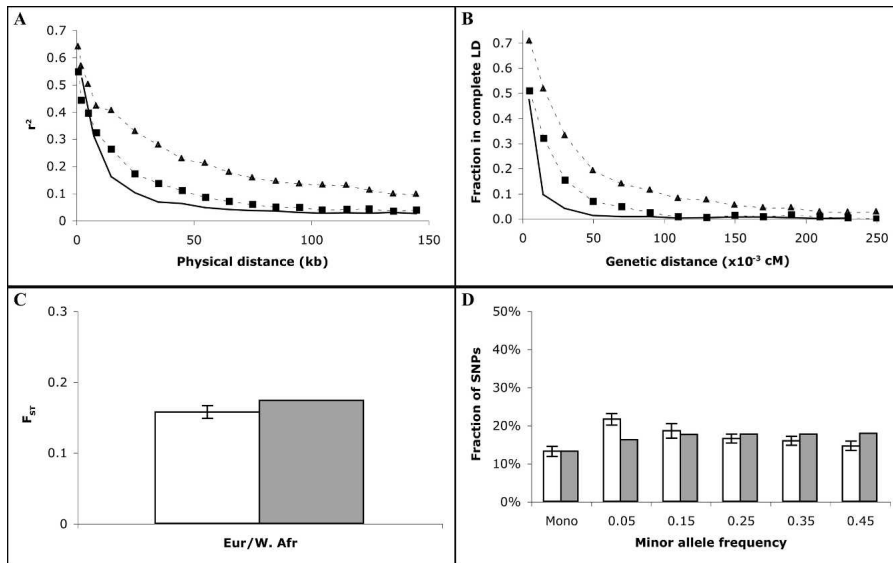 A
0.7
0.6
0.5
0.4
0.3
0.2
0.1
0
r²
0 50 100 150
Physical distance (kb)
B
0.7
0.6
0.5
0.4
0.3
0.2
0.1
0.0
Fraction in complete LD
0 50 100 150 200 250
Genetic distance (x10⁻³ cM)
C
0.3
0.2
0.1
0
F_ST
Eur/W. Afr
D
50%
40%
30%
20%
10%
0%
Fraction of SNPs
Mono 0.05 0.15 0.25 0.35 0.45
Minor allele frequency